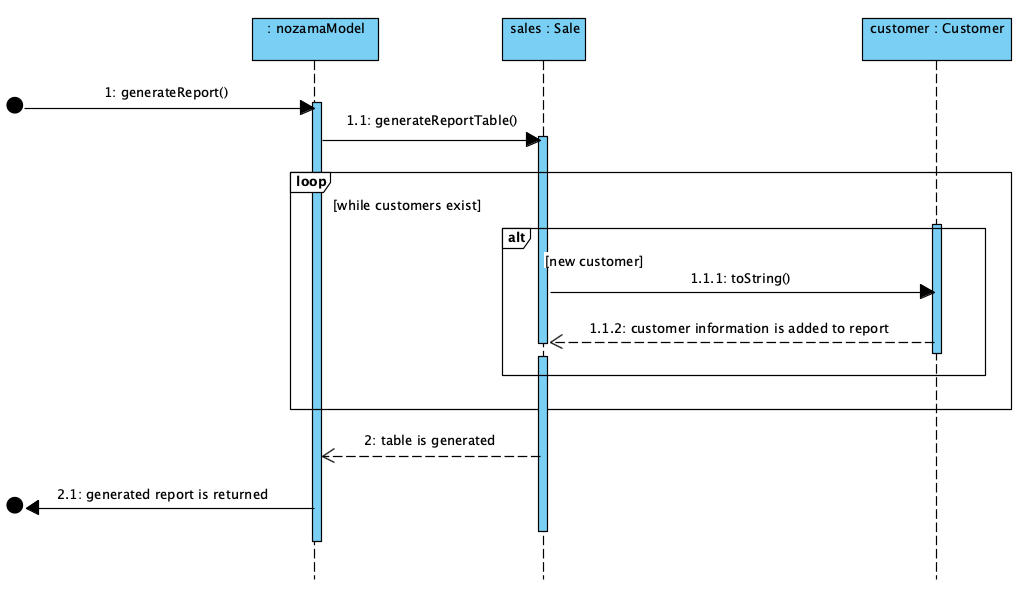 : nozamaModel
sales : Sale
customer : Customer
1: generateReport()
1.1: generateReportTable()
loop
[while customers exist]
alt
[new customer]
1.1.1: toString()
1.1.2: customer information is added to report
2: table is generated
2.1: generated report is returned